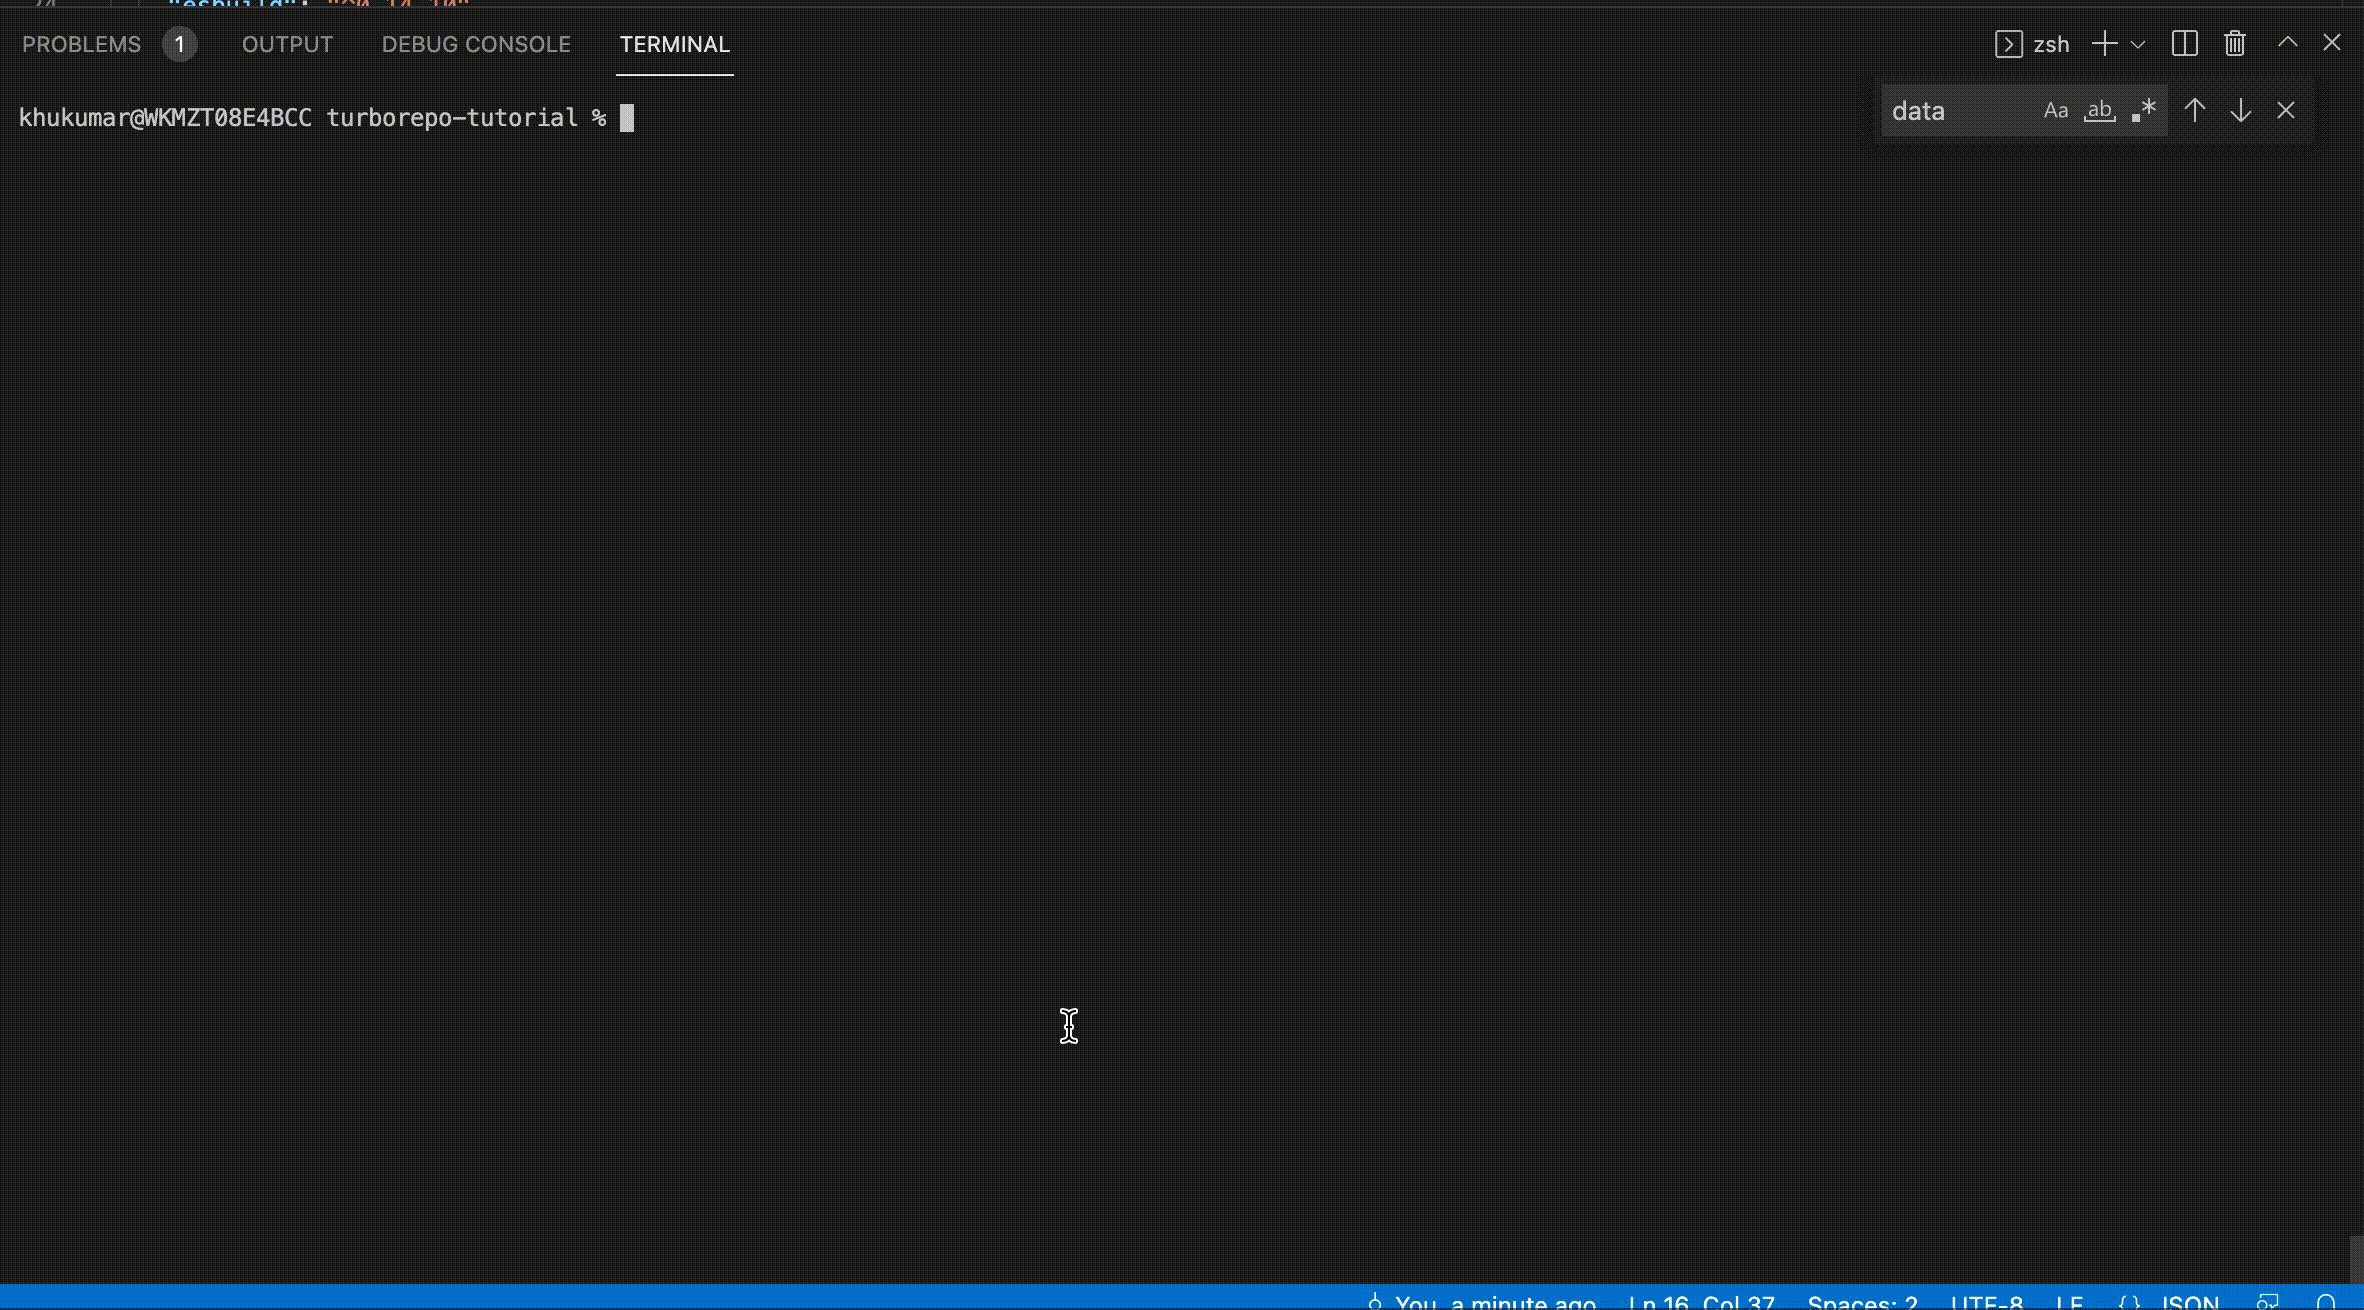 24 "esbuild": "^0.14.10"
PROBLEMS 1 OUTPUT DEBUG CONSOLE TERMINAL zsh
khukumar@WKMZT08E4BCC turborepo-tutorial %
data Aa ab .*
You, a minute ago Ln 16, Col 37 Spaces: 2 UTF-8 LF {} JSON